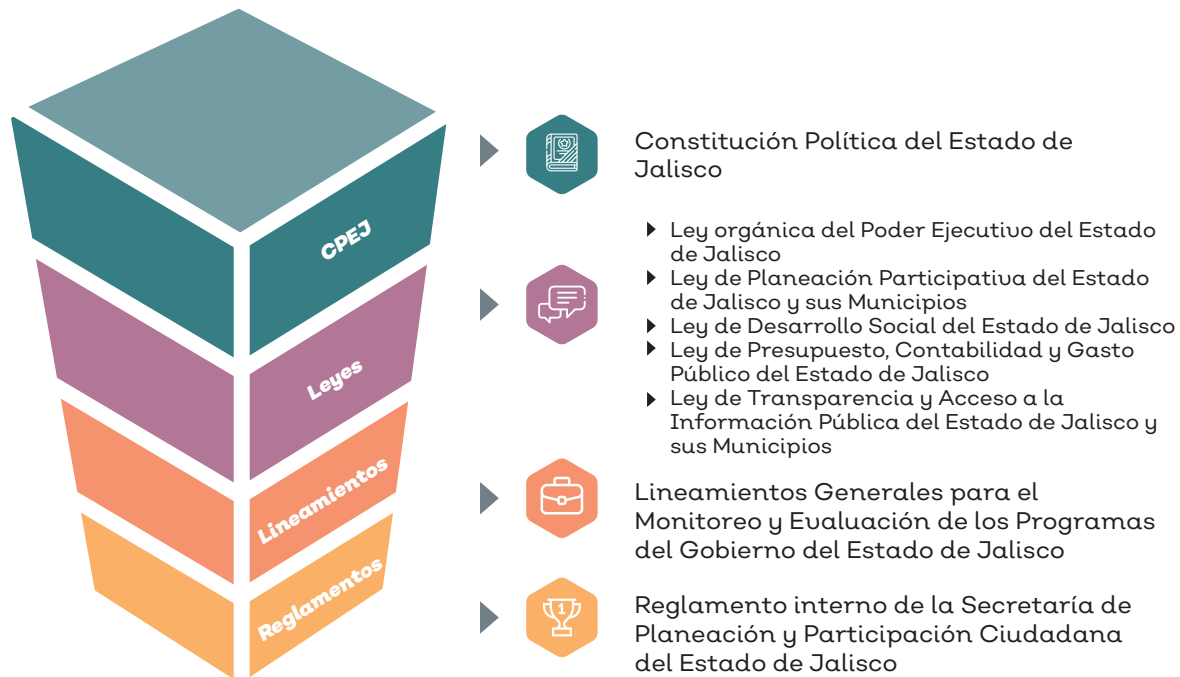 CPEJ
Constitución Política del Estado de
Jalisco
Leyes
Ley orgánica del Poder Ejecutivo del Estado
de Jalisco
Ley de Planeación Participativa del Estado
de Jalisco y sus Municipios
Ley de Desarrollo Social del Estado de Jalisco
Ley de Presupuesto, Contabilidad y Gasto
Público del Estado de Jalisco
Ley de Transparencia y Acceso a la
Información Pública del Estado de Jalisco y
sus Municipios
Lineamientos
Lineamientos Generales para el
Monitoreo y Evaluación de los Programas
del Gobierno del Estado de Jalisco
Reglamentos
1
Reglamento interno de la Secretaría de
Planeación y Participación Ciudadana
del Estado de Jalisco